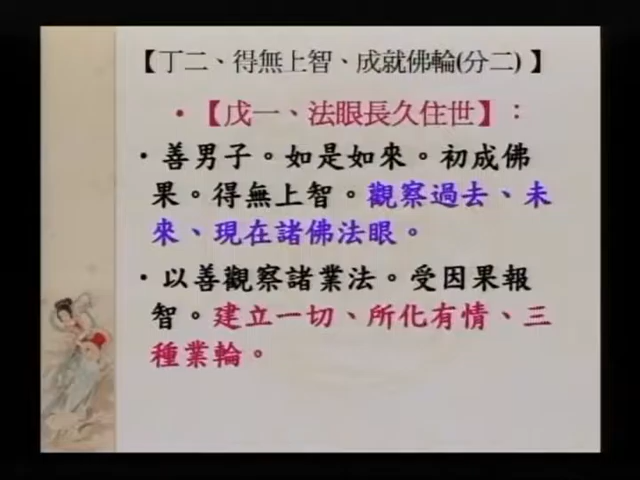 【丁二、得無上智、成就佛輪(分二)】
•【戊一、法眼長久住世】：
•善男子。如是如來。初成佛
果。得無上智。觀察過去、未
來、現在諸佛法眼。
•以善觀察諸業法。受因果報
智。建立一切、所化有情、三
種業輪。